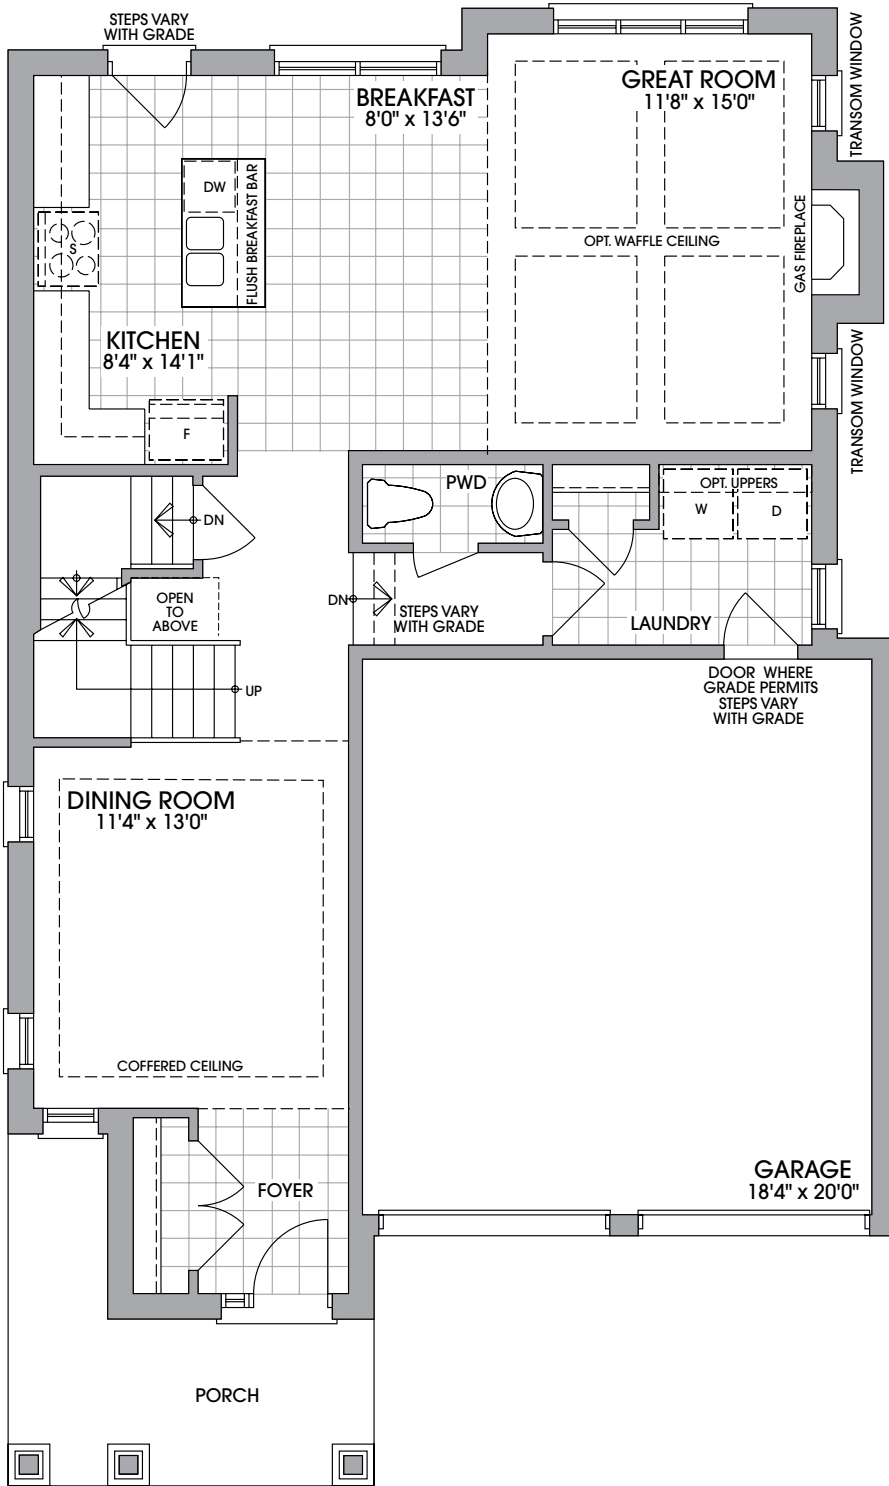 STEPS VARY
WITH GRADE
BREAKFAST
8'0" x 13'6"
GREAT ROOM
11'8" x 15'0"
TRANSOM WINDOW
DW
FLUSH BREAKFAST BAR
S
OPT. WAFFLE CEILING
GAS FIREPLACE
KITCHEN
8'4" x 14'1"
TRANSOM WINDOW
F
PWD
OPT. UPPERS
W
D
DN
OPEN
TO
ABOVE
DN
STEPS VARY
WITH GRADE
LAUNDRY
UP
DOOR WHERE
GRADE PERMITS
STEPS VARY
WITH GRADE
DINING ROOM
11'4" x 13'0"
COFFERED CEILING
FOYER
GARAGE
18'4" x 20'0"
PORCH